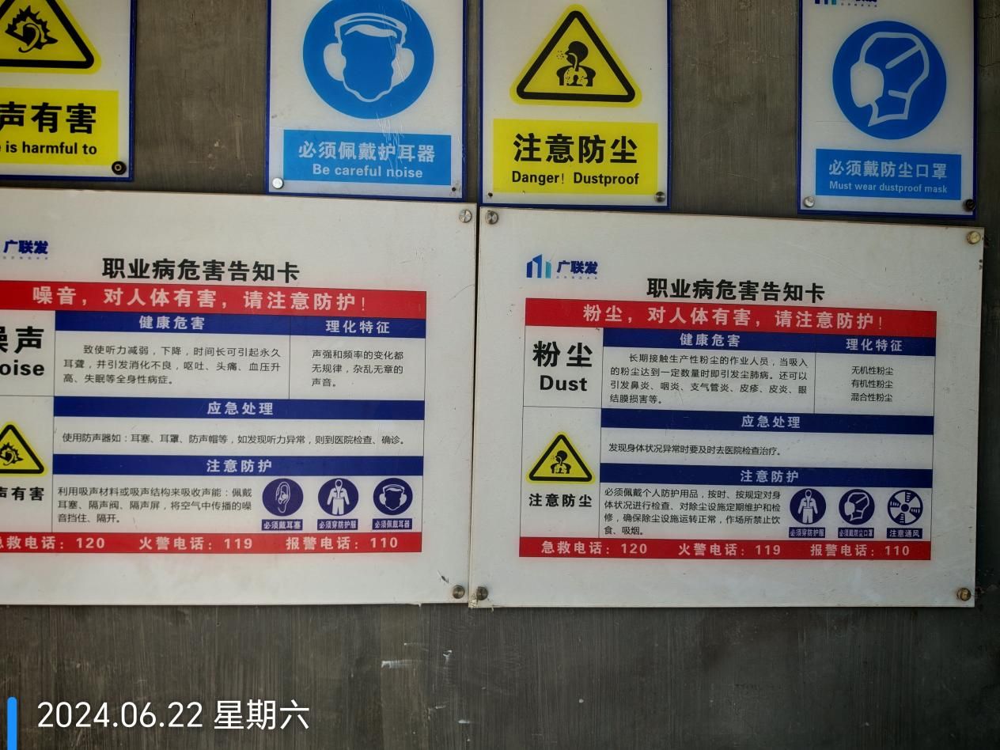 声有害
is harmful to
必须佩戴护耳器
Be careful noise
注意防尘
Danger! Dustproof
必须戴防尘口罩
Must wear dustproof mask
广联发
职业病危害告知卡
噪音，对人体有害，请注意防护！
噪声
oise
健康危害
理化特征
致使听力减弱，下降，时间长可引起永久
耳聋，并引发消化不良，呕吐、头痛、血压升
高、失眠等全身性病症。
声强和频率的变化都
无规律，杂乱无章的
声音。
应急处理
使用防声器如：耳塞、耳罩、防声帽等，如发现听力异常，则到医院检查、确诊。
注意防护
声有害
利用吸声材料或吸声结构来吸收声能：佩戴
耳塞、隔声阀、隔声屏，将空气中传播的噪
音挡住、隔开。
必须戴耳塞
必须穿防护服
必须佩戴耳器
急救电话：120 火警电话：119 报警电话：110
广联发
职业病危害告知卡
粉尘，对人体有害，请注意防护！
粉尘
Dust
健康危害
理化特征
长期接触生产性粉尘的作业人员，当吸入
的粉尘达到一定数量时即引发尘肺病。还可以
引发鼻炎、咽炎、支气管炎、皮疹、皮炎、眼
结膜损害等。
无机性粉尘
有机性粉尘
混合性粉尘
应急处理
发现身体状况异常时要及时去医院检查治疗。
注意防护
注意防尘
必须佩戴个人防护用品，按时、按规定对身
体状况进行检查、对除尘设施定期维护和检
修，确保除尘设施运转正常，作场所禁止饮
食、吸烟。
必须穿防护服
必须戴防尘口罩
注意通风
急救电话：120 火警电话：119 报警电话：110
2024.06.22 星期六